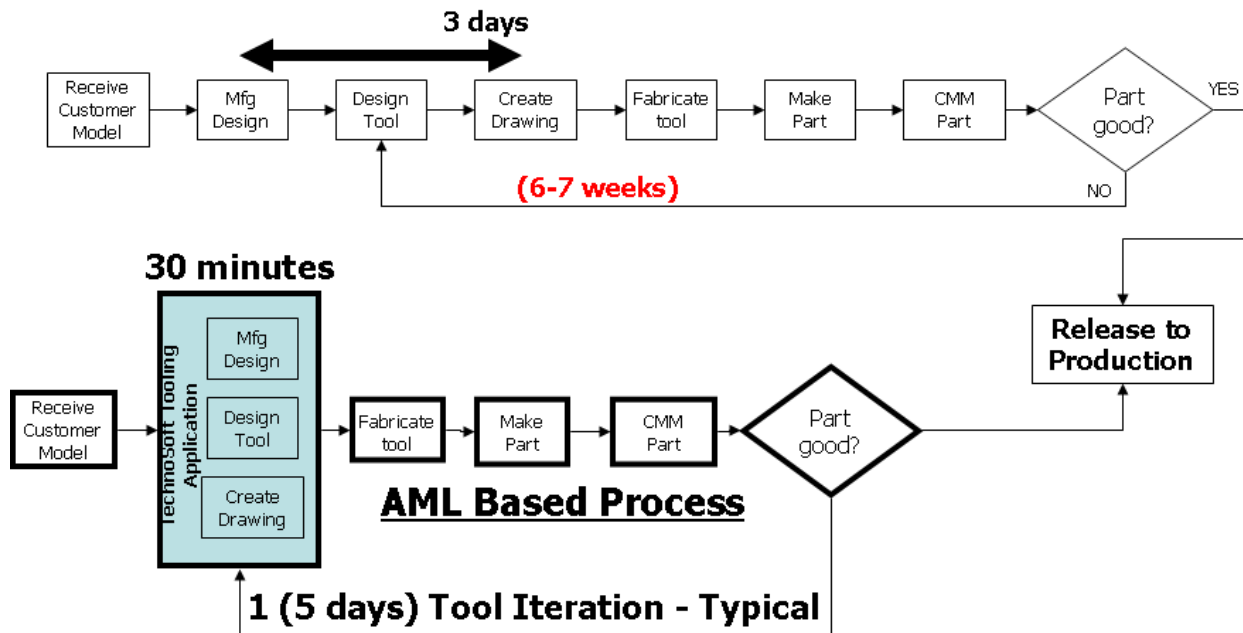 3 days
Receive
Customer
Model
Mfg
Design
Design
Tool
Create
Drawing
Fabricate
tool
Make
Part
CMM
Part
Part
good?
YES
NO
(6-7 weeks)
30 minutes
Receive
Customer
Model
TechnoSoft Tooling
Application
Mfg
Design
Design
Tool
Create
Drawing
Fabricate
tool
Make
Part
CMM
Part
Part
good?
Release to
Production
AML Based Process
1 (5 days) Tool Iteration - Typical